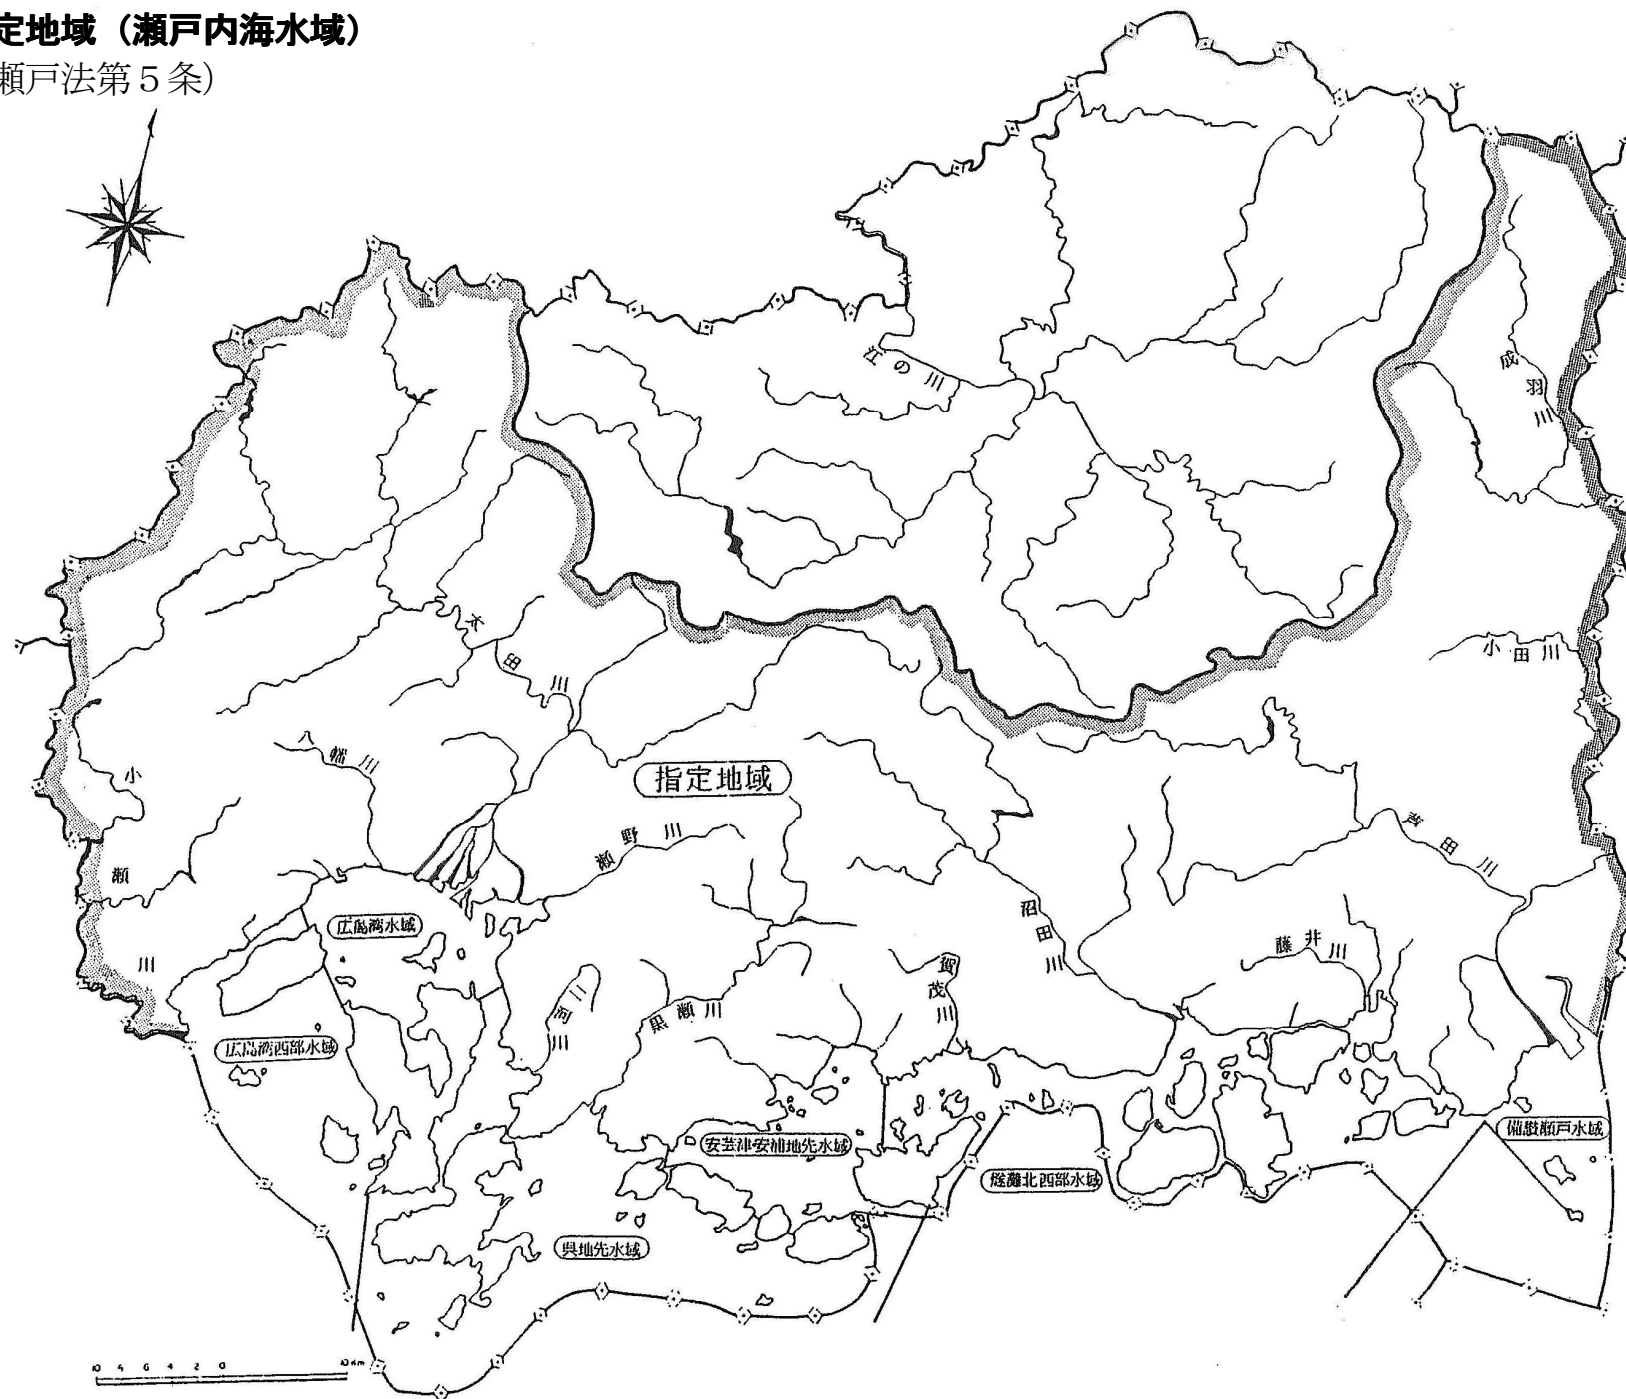 定地域（瀬戸内海水域）
瀬戸法第５条）
江の川
成羽川
小田川
太田川
八幡川
小瀬川
指定地域
瀬野川
芦田川
沼田川
藤井川
賀茂川
黒瀬川
二河川
広島湾水域
広島湾西部水域
安芸津・安浦地先水域
燧灘北西部水域
備讃瀬戸水域
呉地先水域
10 km